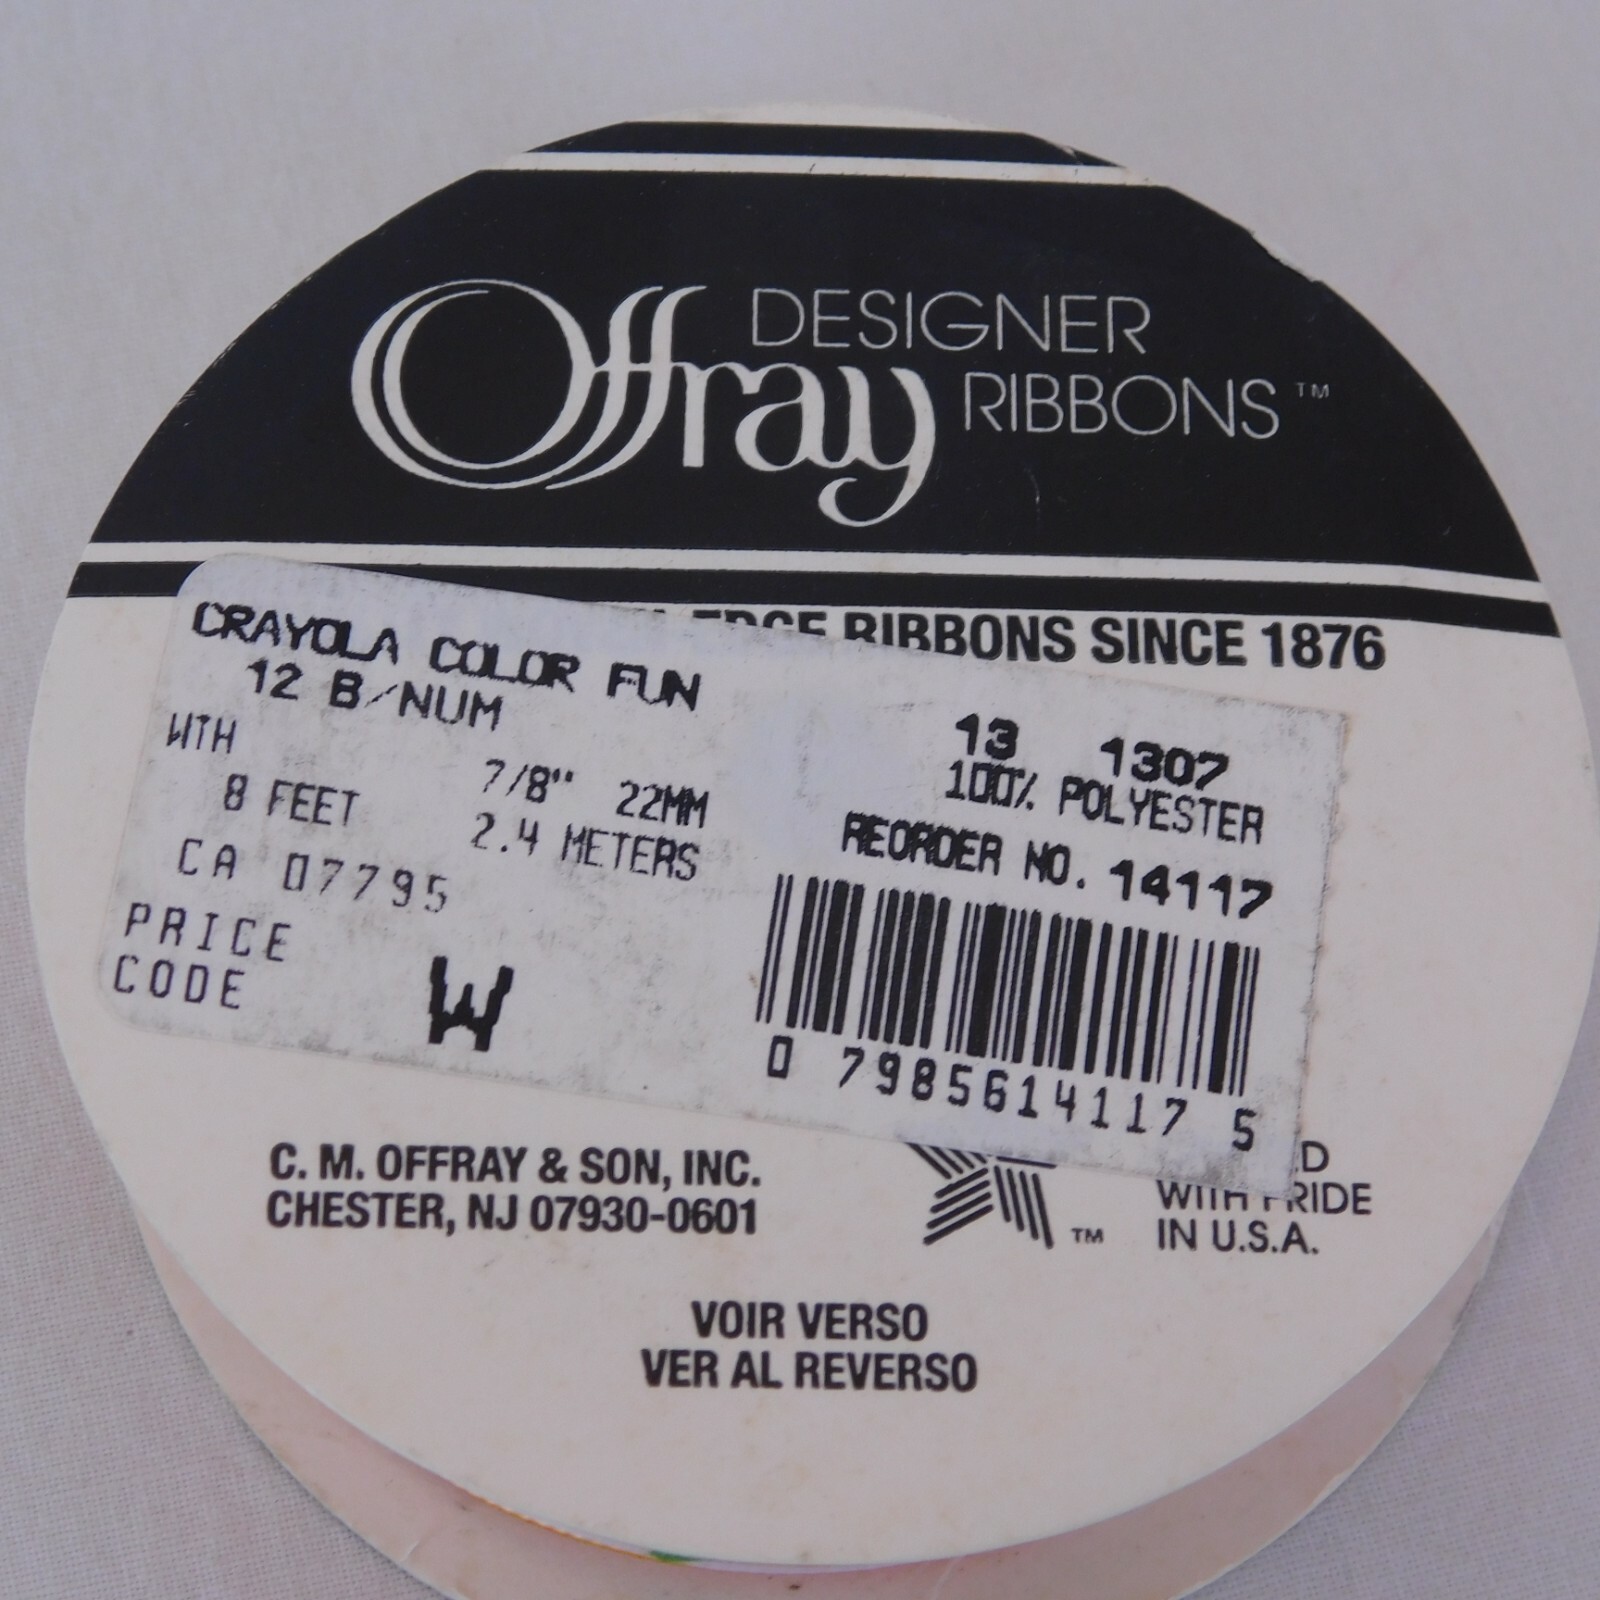 Offray DESIGNER
RIBBONS™
EDGE RIBBONS SINCE 1876
CRAYOLA COLOR FUN
12 B/NUM
13 1307
WTH 7/8" 22MM
100% POLYESTER
8 FEET 2.4 METERS
REORDER NO. 14117
CA 07795
PRICE
CODE W
0 7985614117 5
C. M. OFFRAY & SON, INC.
CHESTER, NJ 07930-0601
TM
WITH PRIDE
IN U.S.A.
VOIR VERSO
VER AL REVERSO